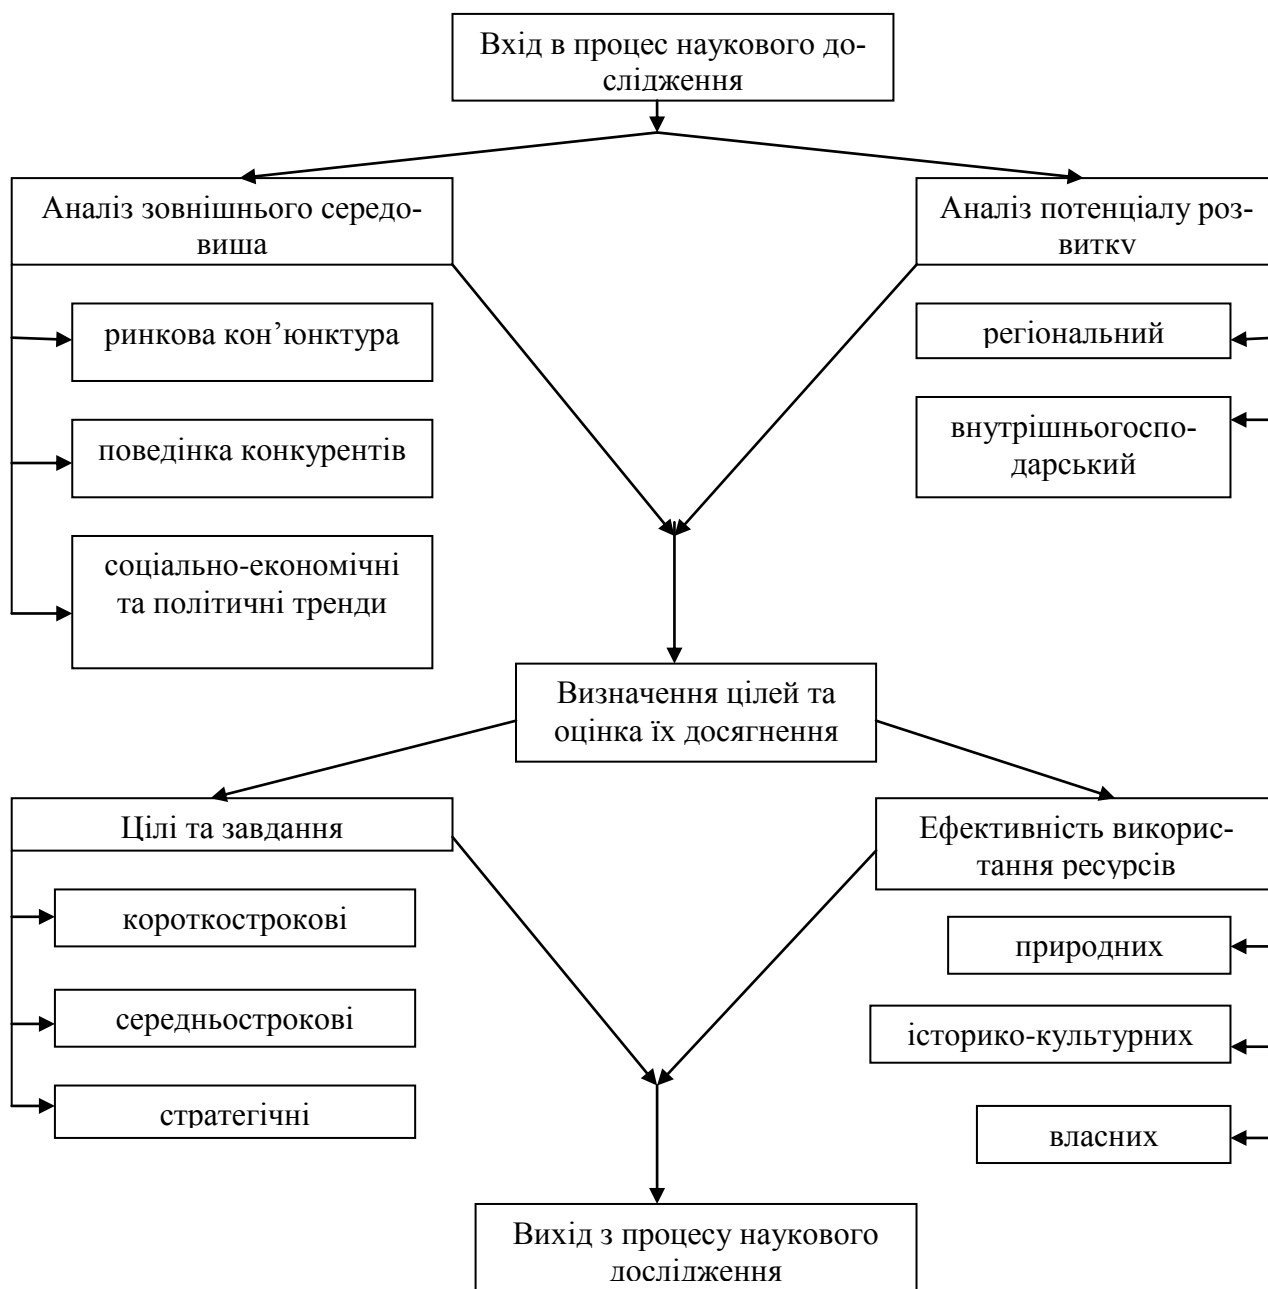 Вхід в процес наукового до-
слідження
Аналіз зовнішнього середо-
вища
Аналіз потенціалу роз-
витку
ринкова кон’юнктура
регіональний
поведінка конкурентів
внутрішньогоспо-
дарський
соціально-економічні
та політичні тренди
Визначення цілей та
оцінка їх досягнення
Цілі та завдання
Ефективність викорис-
тання ресурсів
короткострокові
природних
середньострокові
історико-культурних
стратегічні
власних
Вихід з процесу наукового
дослідження